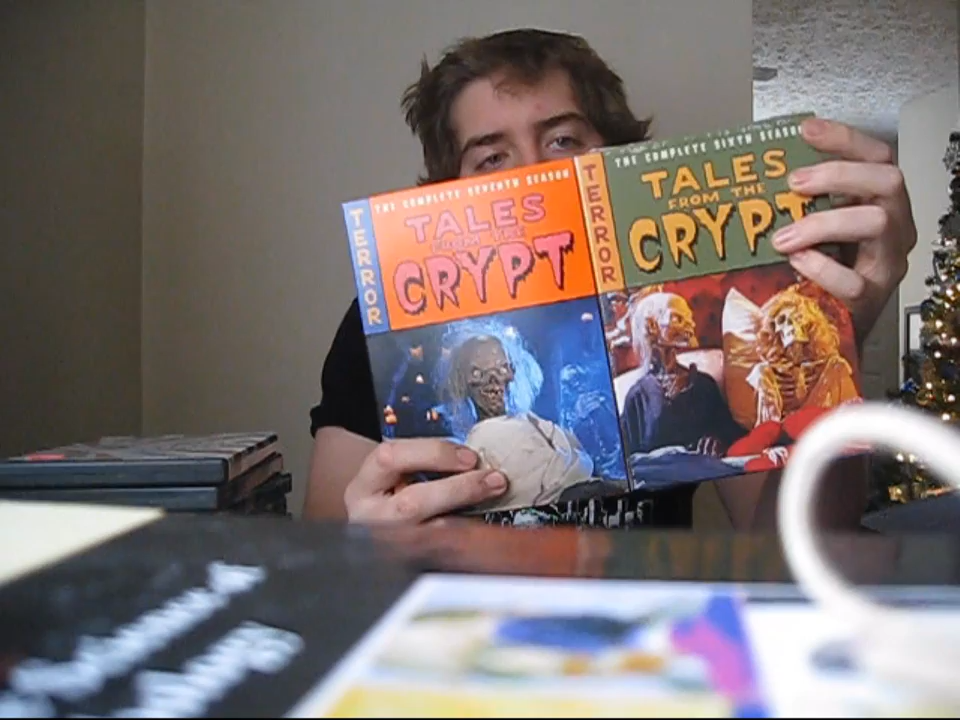 TERROR
THE COMPLETE SEVENTH SEASON
TALES
FROM THE
CRYPT
TERROR
THE COMPLETE SIXTH SEASON
TALES
FROM THE
CRYPT